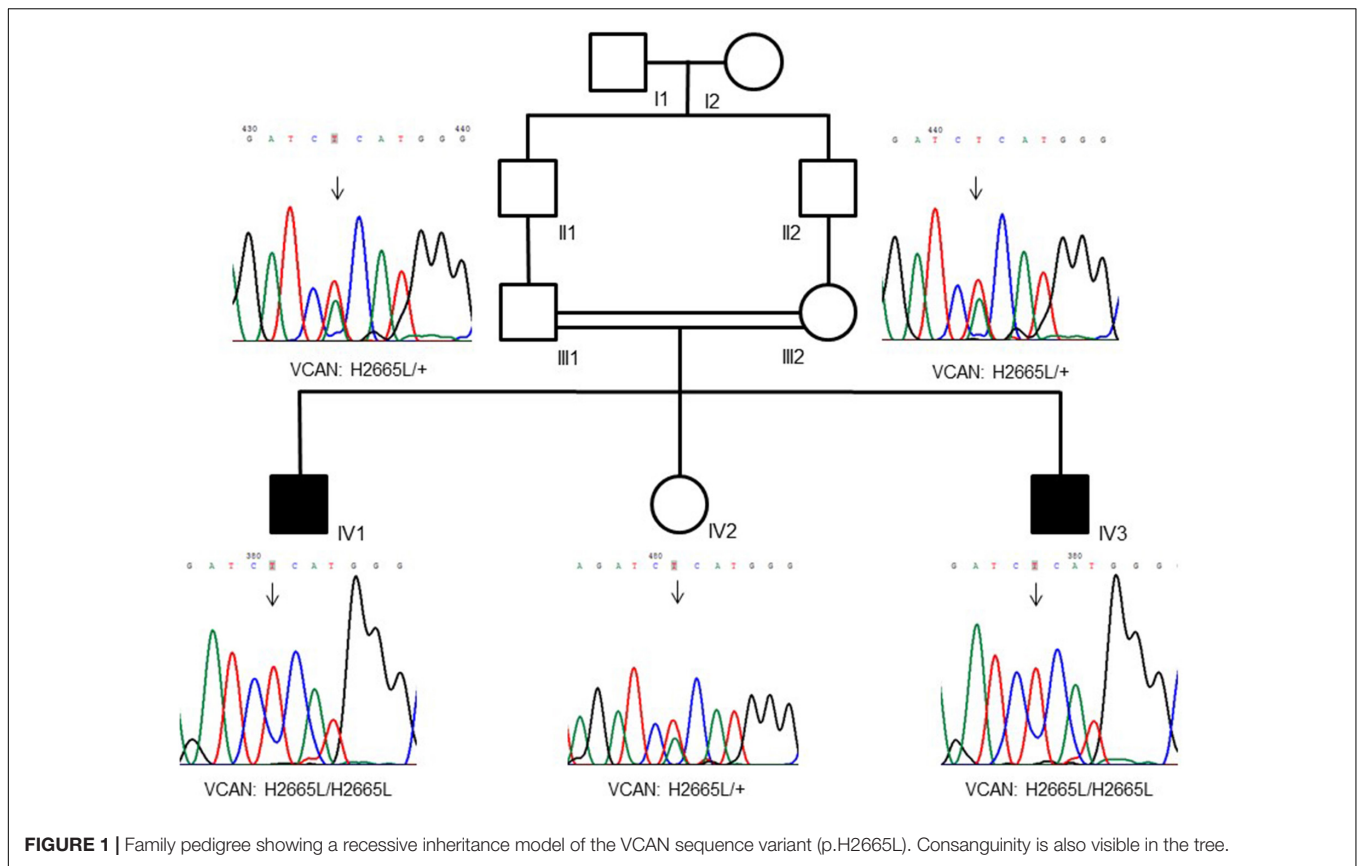 I1 I2
430 440
G A T C T C A T G G G
440
G A T C T C A T G G G
II1 II2
III1 III2
VCAN: H2665L/+
VCAN: H2665L/+
IV1 IV2 IV3
380
G A T C T C A T G G G
480
A G A T C T C A T G G G
380
G A T C T C A T G G G
VCAN: H2665L/H2665L
VCAN: H2665L/+
VCAN: H2665L/H2665L
FIGURE 1 | Family pedigree showing a recessive inheritance model of the VCAN sequence variant (p.H2665L). Consanguinity is also visible in the tree.